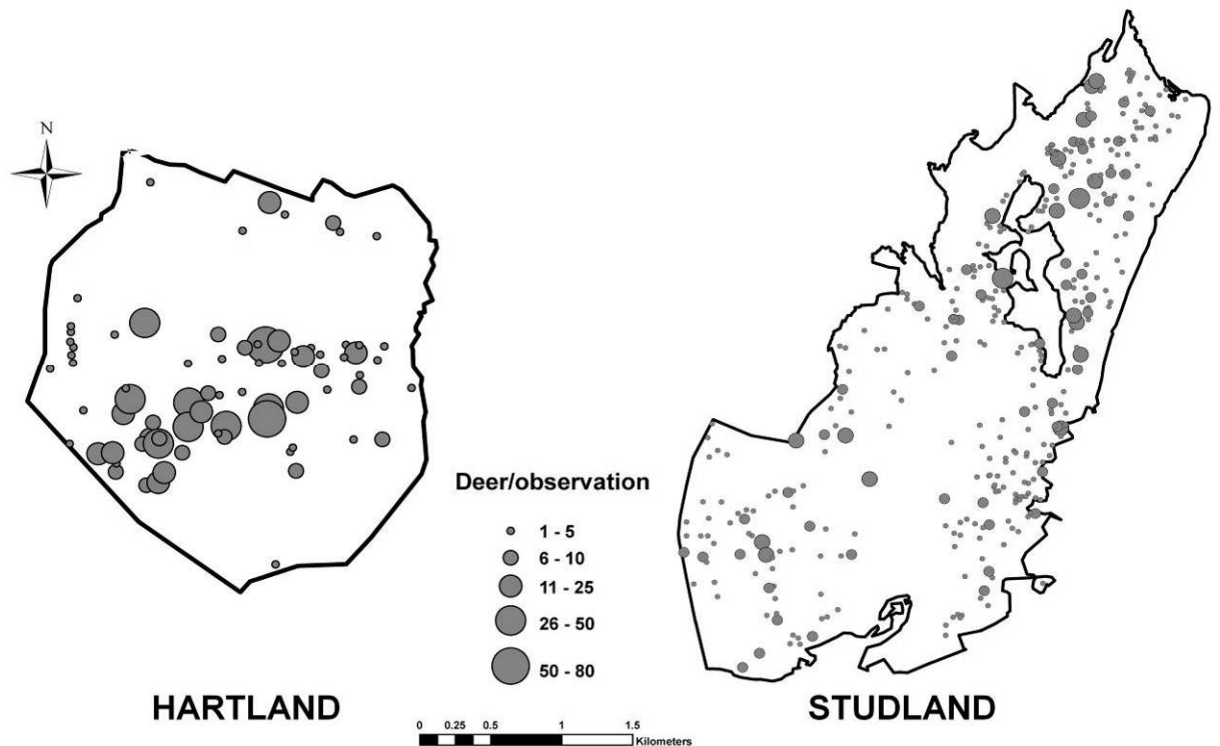 N
Deer/observation
1 - 5
6 - 10
11 - 25
26 - 50
50 - 80
HARTLAND
STUDLAND
0 0.25 0.5 1 1.5
Kilometers